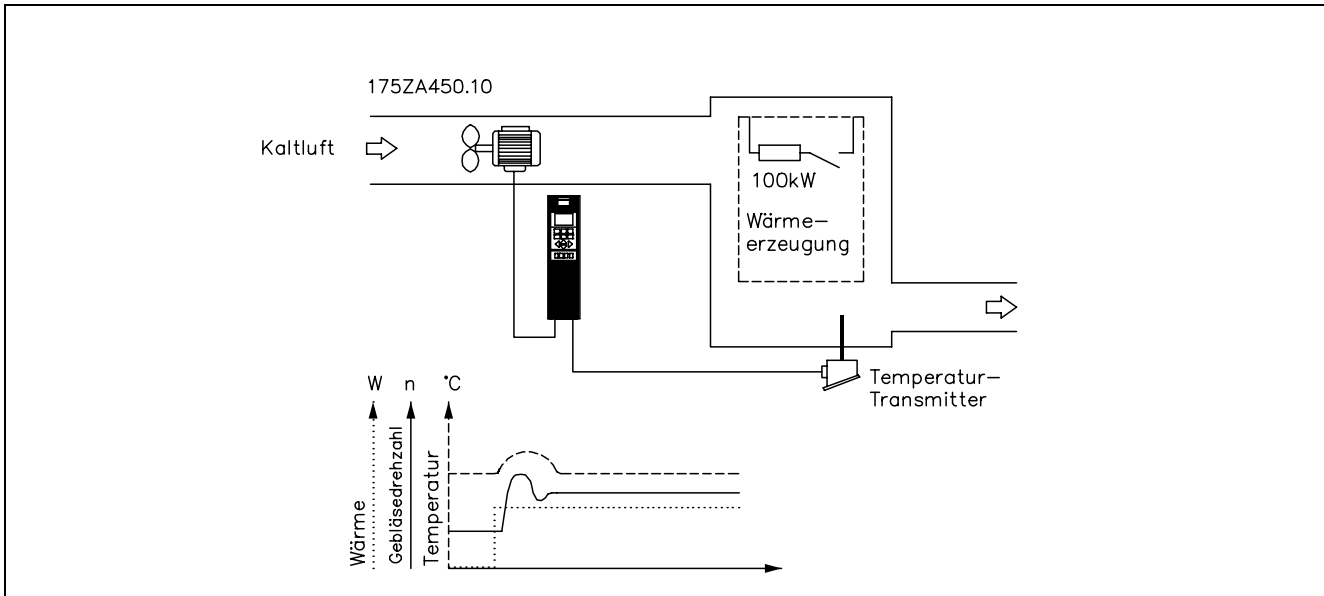 175ZA450.10
Kaltluft
100kW
Wärme-
erzeugung
Temperatur-
Transmitter
W n °C
Wärme
Gebläsedrehzahl
Temperatur